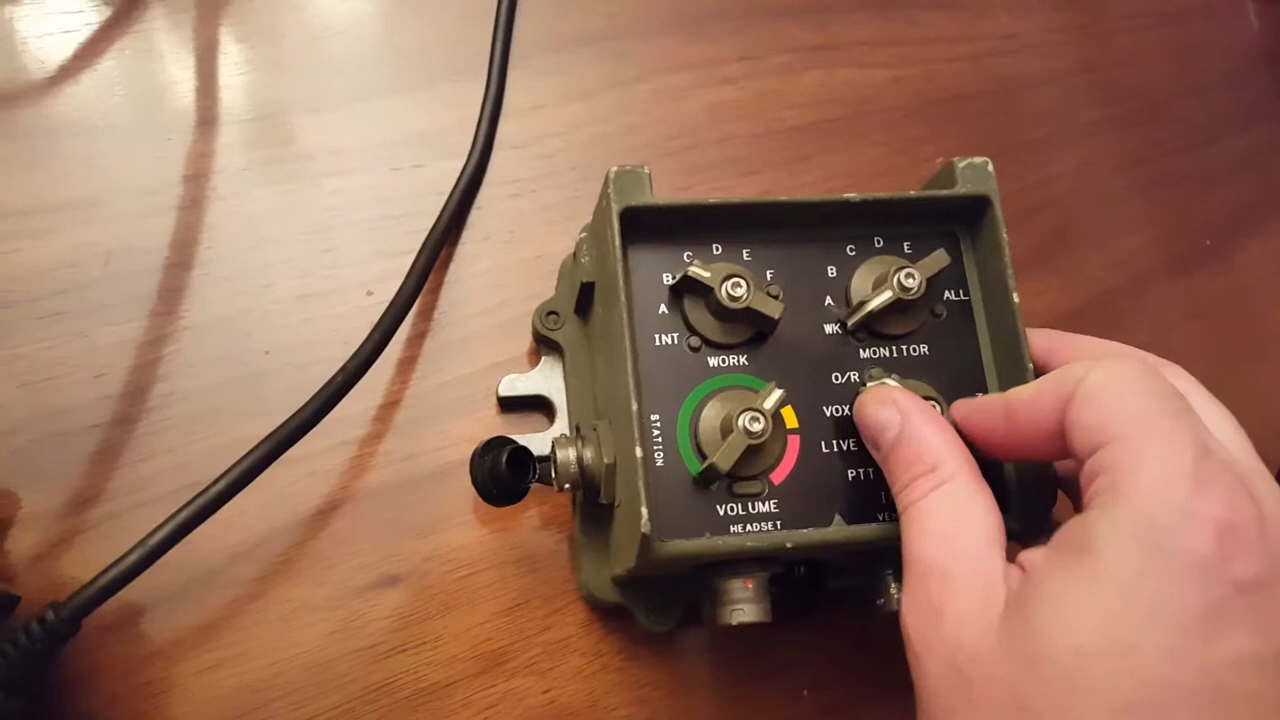 C D E
B F
A
INT
WORK
C D E
B
A
WK
ALL
MONITOR
STATION
VOLUME
HEADSET
O/R
VOX
LIVE
PTT